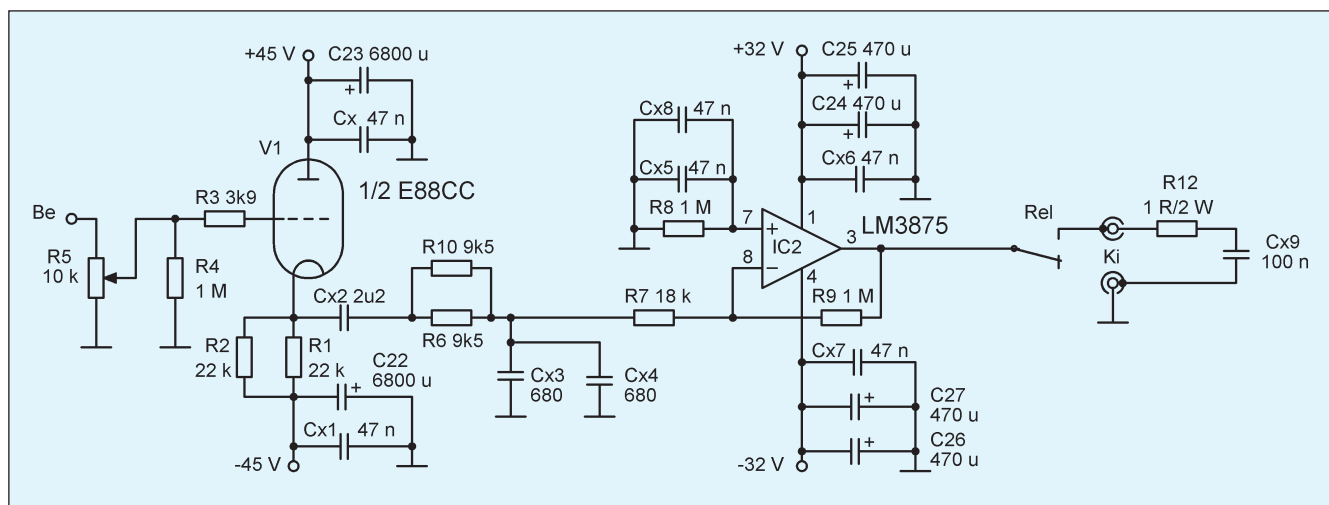 +45 V
C23 6800 u
+
Cx 47 n
V1
1/2 E88CC
Be
R3 3k9
R5
10 k
R4
1 M
R10 9k5
Cx2 2u2
R6 9k5
R2
22 k
R1
22 k
C22
6800 u
+
Cx1 47 n
-45 V
Cx3
680
Cx4
680
R7 18 k
Cx8 47 n
Cx5 47 n
R8 1 M
+32 V
C25 470 u
+
C24 470 u
+
Cx6 47 n
7
1
+
IC2
LM3875
3
8
−
4
R9 1 M
Cx7 47 n
+
C27
470 u
+
C26
470 u
-32 V
Rel
Ki
R12
1 R/2 W
Cx9
100 n